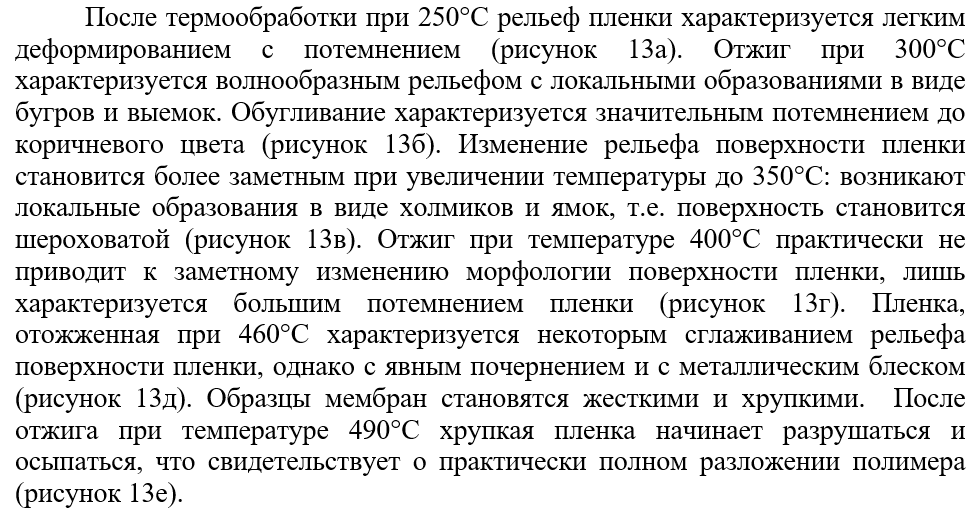 После термообработки при 250°С рельеф пленки характеризуется легким
деформированием с потемнением (рисунок 13а). Отжиг при 300°С
характеризуется волнообразным рельефом с локальными образованиями в виде
бугров и выемок. Обугливание характеризуется значительным потемнением до
коричневого цвета (рисунок 13б). Изменение рельефа поверхности пленки
становится более заметным при увеличении температуры до 350°С: возникают
локальные образования в виде холмиков и ямок, т.е. поверхность становится
шероховатой (рисунок 13в). Отжиг при температуре 400°С практически не
приводит к заметному изменению морфологии поверхности пленки, лишь
характеризуется большим потемнением пленки (рисунок 13г). Пленка,
отожженная при 460°С характеризуется некоторым сглаживанием рельефа
поверхности пленки, однако с явным почернением и с металлическим блеском
(рисунок 13д). Образцы мембран становятся жесткими и хрупкими. После
отжига при температуре 490°С хрупкая пленка начинает разрушаться и
осыпаться, что свидетельствует о практически полном разложении полимера
(рисунок 13е).